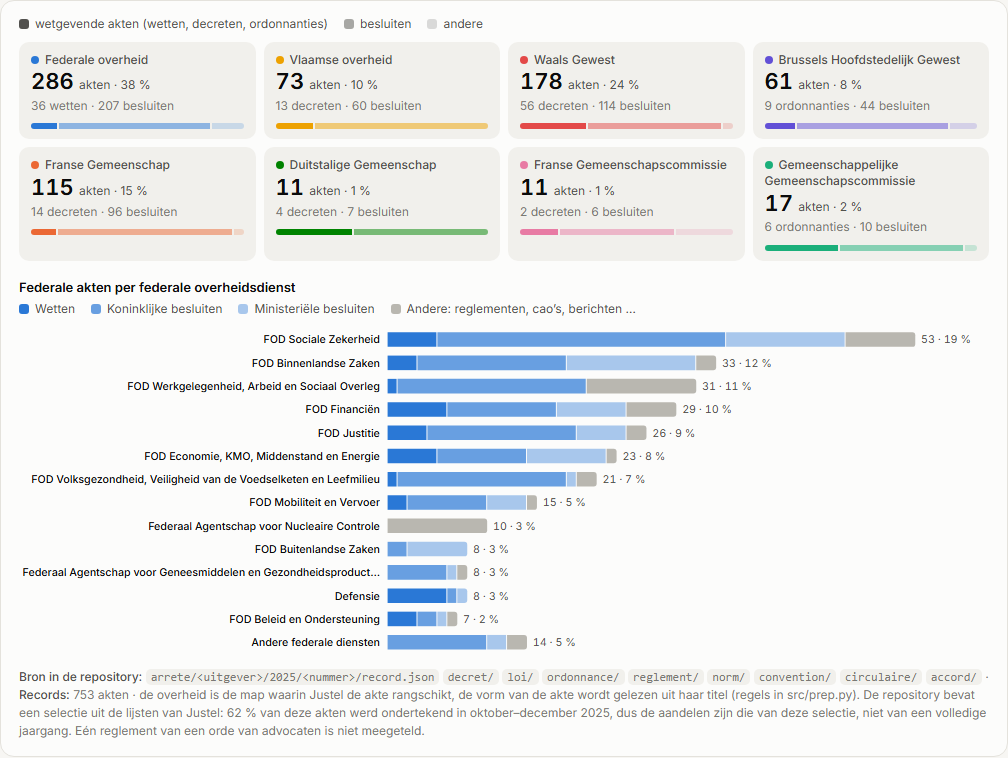 wetgevende akten (wetten, decreten, ordonnanties) besluiten andere
Federale overheid
286 akten · 38 %
36 wetten · 207 besluiten
Vlaamse overheid
73 akten · 10 %
13 decreten · 60 besluiten
Waals Gewest
178 akten · 24 %
56 decreten · 114 besluiten
Brussels Hoofdstedelijk Gewest
61 akten · 8 %
9 ordonnanties · 44 besluiten
Franse Gemeenschap
115 akten · 15 %
14 decreten · 96 besluiten
Duitstalige Gemeenschap
11 akten · 1 %
4 decreten · 7 besluiten
Franse Gemeenschapscommissie
11 akten · 1 %
2 decreten · 6 besluiten
Gemeenschappelijke
Gemeenschapscommissie
17 akten · 2 %
6 ordonnanties · 10 besluiten
Federale akten per federale overheidsdienst
Wetten Koninklijke besluiten Ministeriële besluiten Andere: reglementen, cao's, berichten ...
FOD Sociale Zekerheid 53 · 19 %
FOD Binnenlandse Zaken 33 · 12 %
FOD Werkgelegenheid, Arbeid en Sociaal Overleg 31 · 11 %
FOD Financiën 29 · 10 %
FOD Justitie 26 · 9 %
FOD Economie, KMO, Middenstand en Energie 23 · 8 %
FOD Volksgezondheid, Veiligheid van de Voedselketen en Leefmilieu 21 · 7 %
FOD Mobiliteit en Vervoer 15 · 5 %
Federaal Agentschap voor Nucleaire Controle 10 · 3 %
FOD Buitenlandse Zaken 8 · 3 %
Federaal Agentschap voor Geneesmiddelen en Gezondheidsproduct... 8 · 3 %
Defensie 8 · 3 %
FOD Beleid en Ondersteuning 7 · 2 %
Andere federale diensten 14 · 5 %
Bron in de repository: arrete/<uitgever>/2025/<nummer>/record.json decret/ loi/ ordonnance/ reglement/ norm/ convention/ circulaire/ accord/ ·
Records: 753 akten · de overheid is de map waarin Justel de akte rangschikt, de vorm van de akte wordt gelezen uit haar titel (regels in src/prep.py). De repository bevat
een selectie uit de lijsten van Justel: 62 % van deze akten werd ondertekend in oktober–december 2025, dus de aandelen zijn die van deze selectie, niet van een volledige
jaargang. Eén reglement van een orde van advocaten is niet meegeteld.